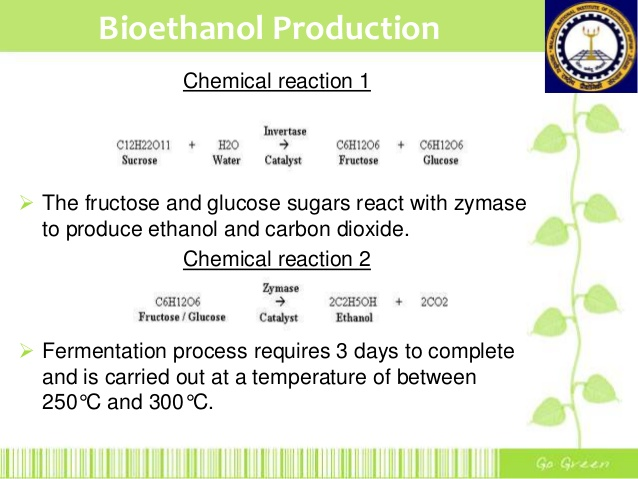 Bioethanol Production
Chemical reaction 1
Invertase
C12H22O11 + H2O → C6H12O6 + C6H12O6
Sucrose Water Catalyst Fructose Glucose
➢ The fructose and glucose sugars react with zymase
to produce ethanol and carbon dioxide.
Chemical reaction 2
Zymase
C6H12O6 → 2C2H5OH + 2CO2
Fructose / Glucose Catalyst Ethanol
➢ Fermentation process requires 3 days to complete
and is carried out at a temperature of between
250°C and 300°C.
Go Green